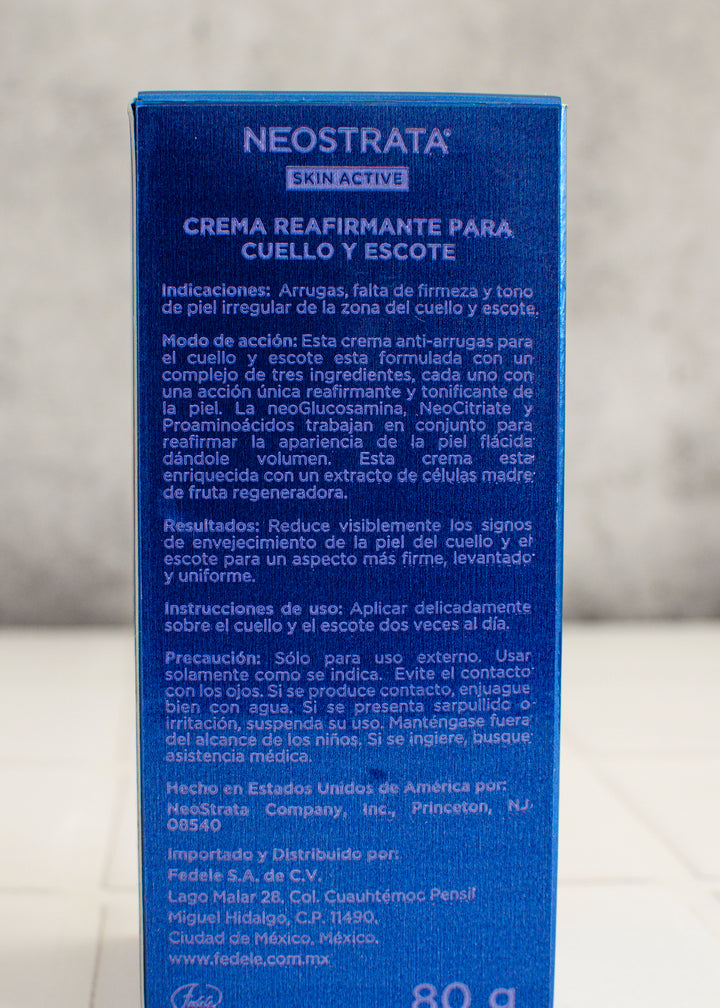 NEOSTRATA®
SKIN ACTIVE
CREMA REAFIRMANTE PARA
CUELLO Y ESCOTE
Indicaciones: Arrugas, falta de firmeza y tono
de piel irregular de la zona del cuello y escote.
Modo de acción: Esta crema anti-arrugas para
el cuello y escote esta formulada con un
complejo de tres ingredientes, cada uno con
una acción única reafirmante y tonificante de
la piel. La neoGlucosamina, NeoCitriate y
Proaminoácidos trabajan en conjunto para
reafirmar la apariencia de la piel flácida
dándole volumen. Esta crema esta
enriquecida con un extracto de células madre
de fruta regeneradora.
Resultados: Reduce visiblemente los signos
de envejecimiento de la piel del cuello y el
escote para un aspecto más firme, levantado
y uniforme.
Instrucciones de uso: Aplicar delicadamente
sobre el cuello y el escote dos veces al día.
Precaución: Sólo para uso externo. Usar
solamente como se indica. Evite el contacto
con los ojos. Si se produce contacto, enjuague
bien con agua. Si se presenta sarpullido o
irritación, suspenda su uso. Manténgase fuera
del alcance de los niños. Si se ingiere, busque
asistencia médica.
Hecho en Estados Unidos de América por:
NeoStrata Company, Inc., Princeton, NJ
08540
Importado y Distribuido por:
Fedele S.A. de C.V.
Lago Malar 28, Col. Cuauhtémoc Pensil
Miguel Hidalgo, C.P. 11490,
Ciudad de México, México.
www.fedele.com.mx
Fedele
80 g